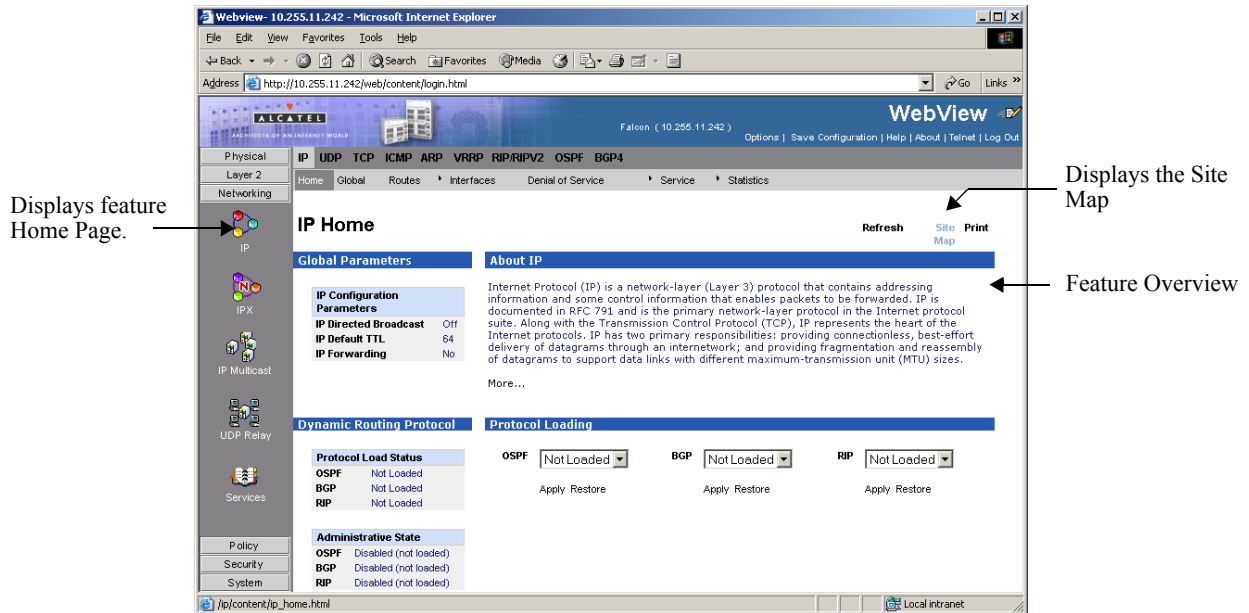 Webview- 10.255.11.242 - Microsoft Internet Explorer
File Edit View Favorites Tools Help
Back Search Favorites Media
Address http://10.255.11.242/web/content/login.html Go Links »
ALCATEL
ARCHITECTS OF AN INTERNET WORLD
WebView
Falcon ( 10.255.11.242 )
Options | Save Configuration | Help | About | Telnet | Log Out
Physical
Layer 2
Networking
IP UDP TCP ICMP ARP VRRP RIP/RIPV2 OSPF BGP4
Home Global Routes Interfaces Denial of Service Service Statistics
Displays feature
Home Page.
Displays the Site
Map
Feature Overview
IP
IPX
IP Multicast
UDP Relay
Services
Policy
Security
System
IP Home
Refresh Site Map Print
Global Parameters
IP Configuration
Parameters
IP Directed Broadcast Off
IP Default TTL 64
IP Forwarding No
About IP
Internet Protocol (IP) is a network-layer (Layer 3) protocol that contains addressing
information and some control information that enables packets to be forwarded. IP is
documented in RFC 791 and is the primary network-layer protocol in the Internet protocol
suite. Along with the Transmission Control Protocol (TCP), IP represents the heart of the
Internet protocols. IP has two primary responsibilities: providing connectionless, best-effort
delivery of datagrams through an internetwork; and providing fragmentation and reassembly
of datagrams to support data links with different maximum-transmission unit (MTU) sizes.
More...
Dynamic Routing Protocol
Protocol Load Status
OSPF Not Loaded
BGP Not Loaded
RIP Not Loaded
Administrative State
OSPF Disabled (not loaded)
BGP Disabled (not loaded)
RIP Disabled (not loaded)
Protocol Loading
OSPF Not Loaded BGP Not Loaded RIP Not Loaded
Apply Restore Apply Restore Apply Restore
/ip/content/ip_home.html Local intranet